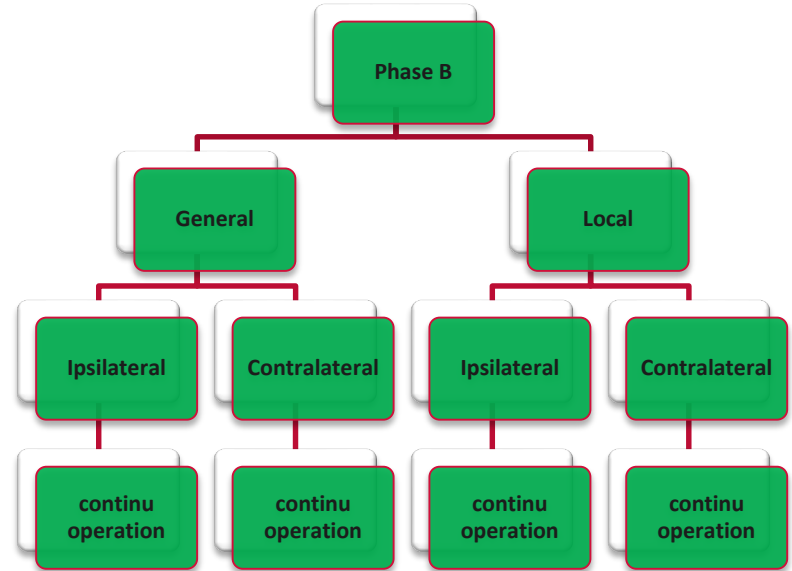 Phase B
General
Local
Ipsilateral
Contralateral
Ipsilateral
Contralateral
continu
operation
continu
operation
continu
operation
continu
operation